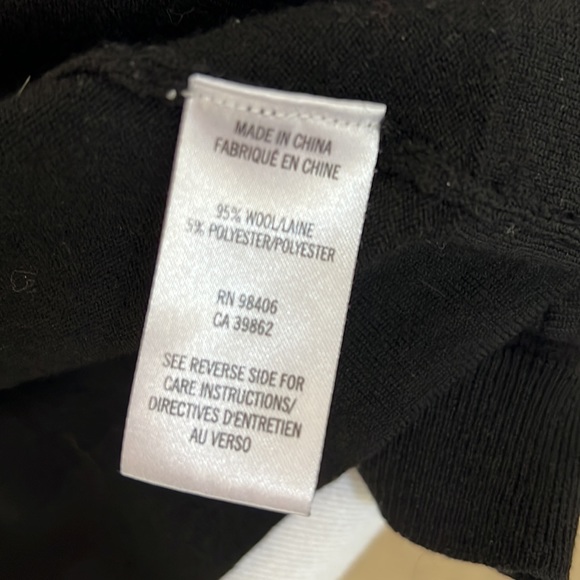 MADE IN CHINA
FABRIQUÉ EN CHINE
95% WOOL/LAINE
5% POLYESTER/POLYESTER
RN 98406
CA 39862
SEE REVERSE SIDE FOR
CARE INSTRUCTIONS/
DIRECTIVES D'ENTRETIEN
AU VERSO